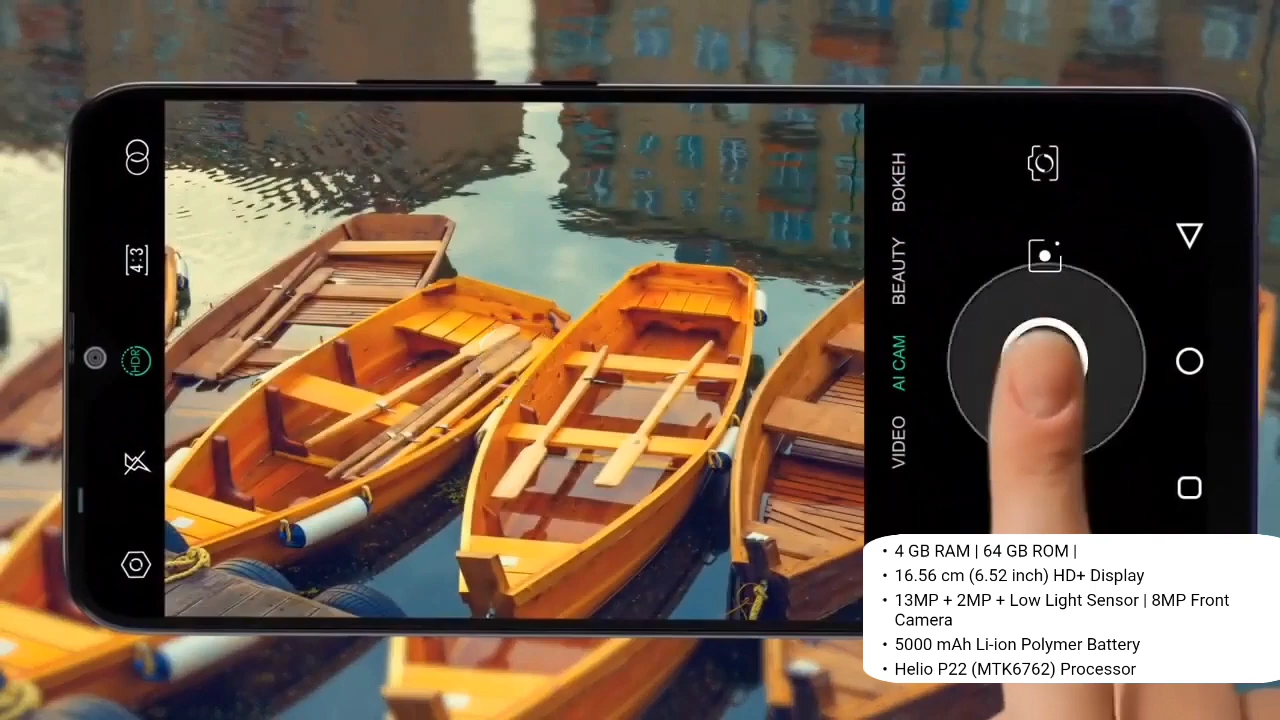 4:3
HDR
BOKEH
BEAUTY
AI CAM
VIDEO
• 4 GB RAM | 64 GB ROM |
• 16.56 cm (6.52 inch) HD+ Display
• 13MP + 2MP + Low Light Sensor | 8MP Front
Camera
• 5000 mAh Li-ion Polymer Battery
• Helio P22 (MTK6762) Processor